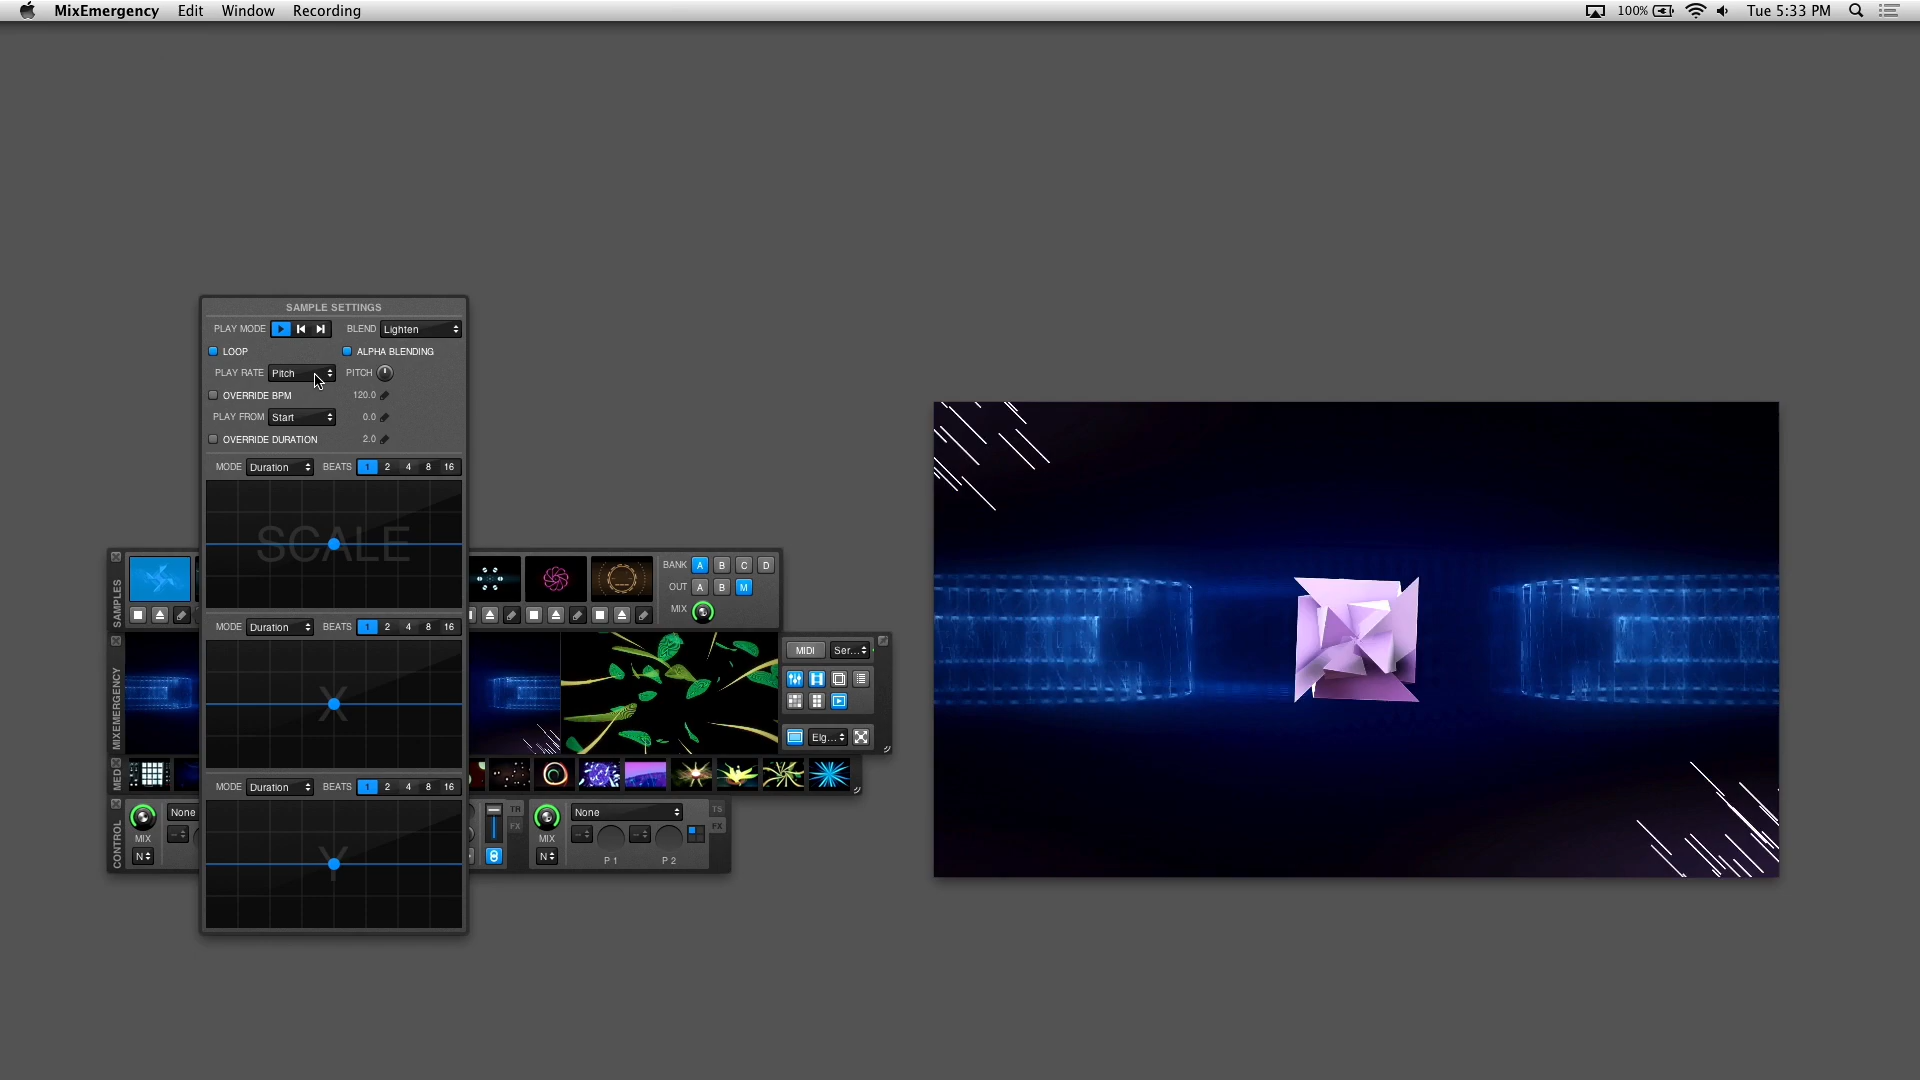 MixEmergency Edit Window Recording 100% Tue 5:33 PM
SAMPLE SETTINGS
PLAY MODE BLEND Lighten
LOOP ALPHA BLENDING
PLAY RATE Pitch PITCH
OVERRIDE BPM 120.0
PLAY FROM Start 0.0
OVERRIDE DURATION 2.0
MODE Duration BEATS 1 2 4 8 16
SCALE
MODE Duration BEATS 1 2 4 8 16
X
MODE Duration BEATS 1 2 4 8 16
Y
SAMPLES
BANK A B C D
OUT A B M
MIX
MIXEMERGENCY
MIDI Ser...
Eig...
MED
CONTROL
None
MIX
N
TR
FX
MIX
N
None
P 1 P 2
TS
FX